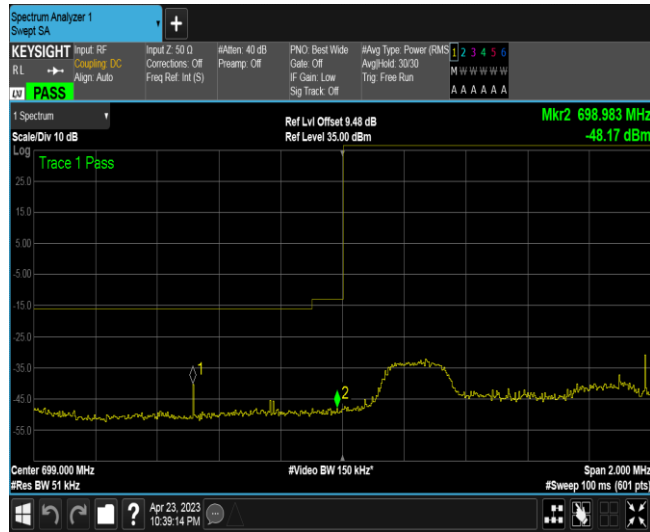 Spectrum Analyzer 1
Swept SA
+
KEYSIGHT
RL
LXI PASS
Input: RF
Coupling: DC
Align: Auto
Input Z: 50 Ω
Corrections: Off
Freq Ref: Int (S)
#Atten: 40 dB
Preamp: Off
PNO: Best Wide
Gate: Off
IF Gain: Low
Sig Track: Off
#Avg Type: Power (RMS
Avg|Hold: 30/30
Trig: Free Run
1 2 3 4 5 6
M W W W W W
A A A A A A
1 Spectrum
Scale/Div 10 dB
Log
Ref Lvl Offset 9.48 dB
Ref Level 35.00 dBm
Mkr2 698.983 MHz
-48.17 dBm
Trace 1 Pass
25.0
15.0
5.00
-5.00
-15.0
-25.0
-35.0
-45.0
-55.0
1
2
Center 699.000 MHz
#Res BW 51 kHz
#Video BW 150 kHz*
Span 2.000 MHz
#Sweep 100 ms (601 pts)
?
Apr 23, 2023
10:39:14 PM